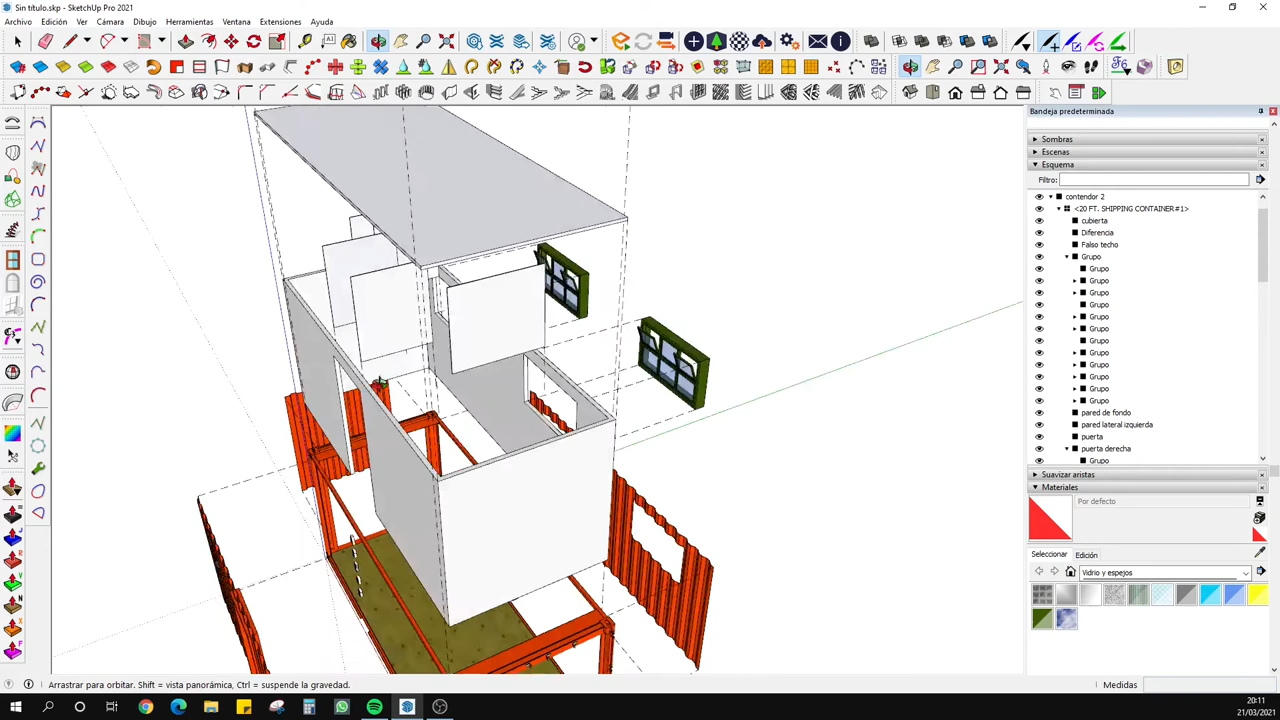 Sin título.skp - SketchUp Pro 2021
Archivo Edición Ver Cámara Dibujo Herramientas Ventana Extensiones Ayuda
Bandeja predeterminada
Sombras
Escenas
Esquema
Filtro:
contendor 2
<20 FT. SHIPPING CONTAINER#1>
cubierta
Diferencia
Falso techo
Grupo
Grupo
Grupo
Grupo
Grupo
Grupo
Grupo
Grupo
Grupo
Grupo
Grupo
Grupo
Grupo
pared de fondo
pared lateral izquierda
puerta
puerta derecha
Grupo
Suavizar aristas
Materiales
Por defecto
Seleccionar Edición
Vidrio y espejos
Arrastrar para orbitar. Shift = vista panorámica, Ctrl = suspende la gravedad.
Medidas
20:11
21/03/2021